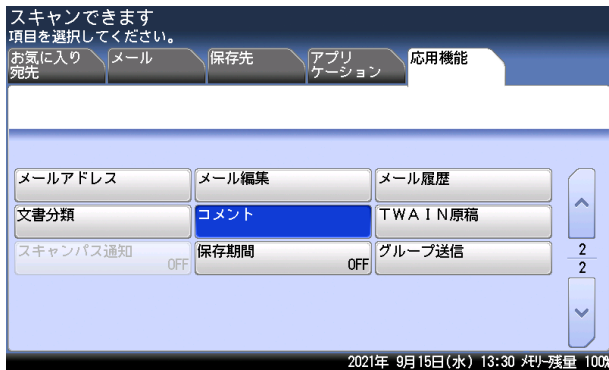 スキャンできます
項目を選択してください。
お気に入り
宛先
メール
保存先
アプリ
ケーション
応用機能
メールアドレス
メール編集
メール履歴
文書分類
コメント
ＴＷＡＩＮ原稿
スキャンパス通知
OFF
保存期間
OFF
グループ送信
2
2
2021年 9月15日(水) 13:30 ﾒﾓﾘｰ残量 100%